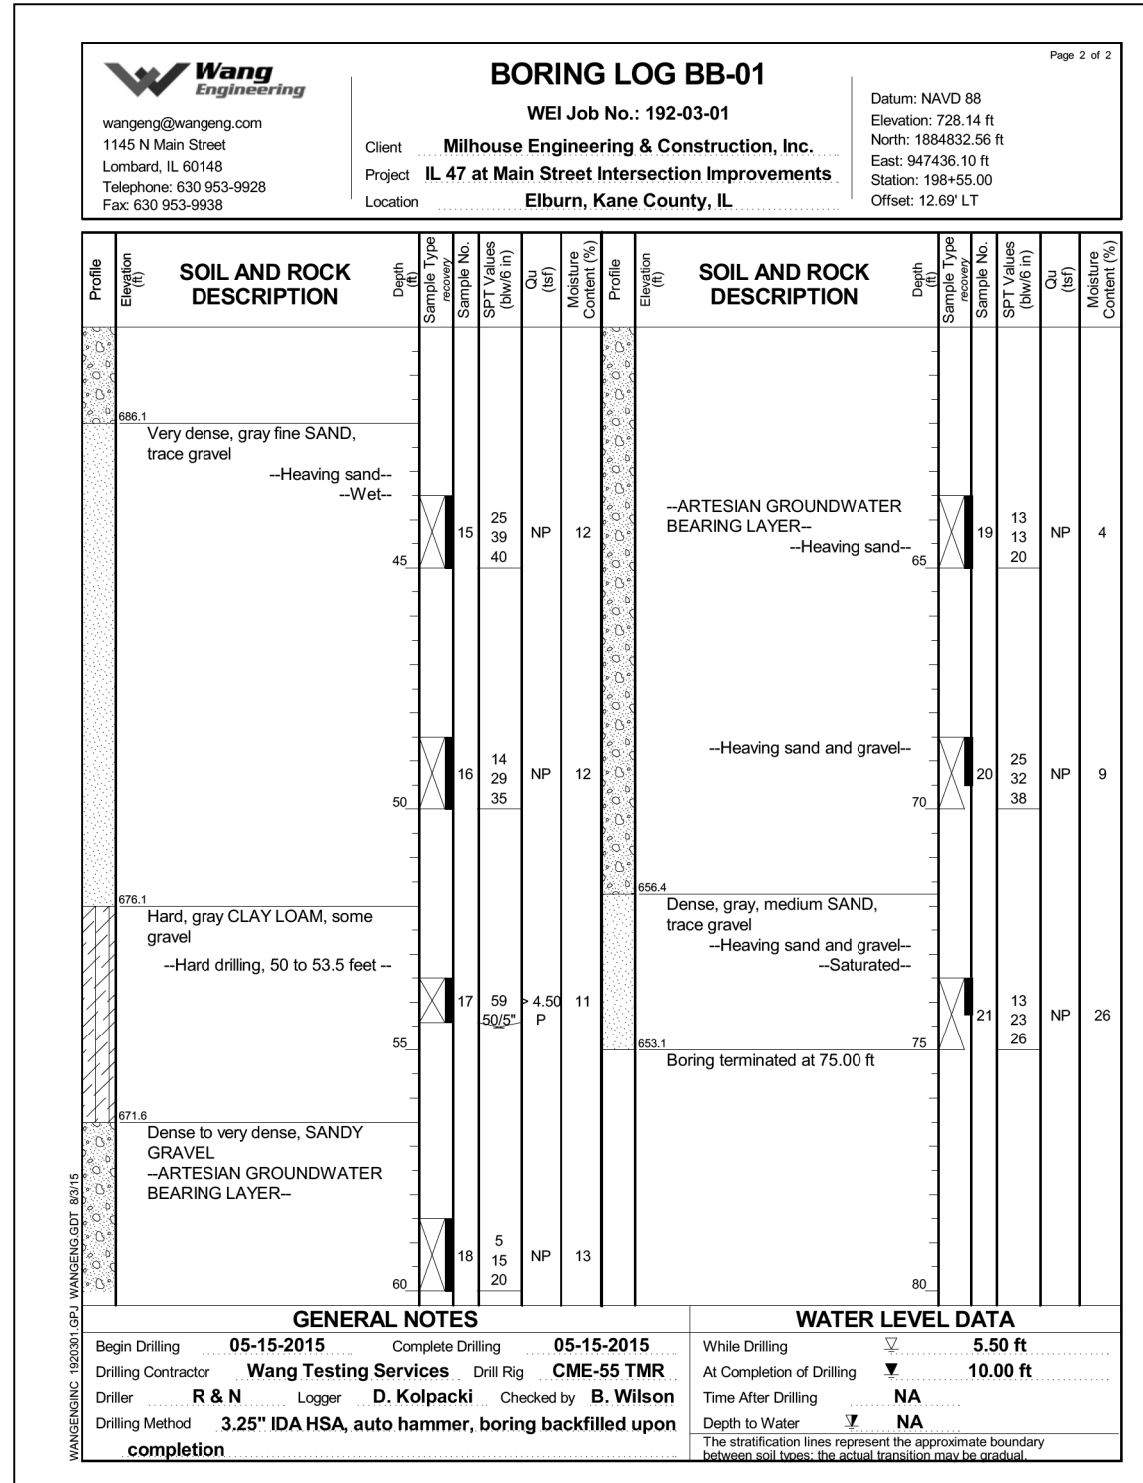 Page 2 of 2
Wang
Engineering
wangeng@wangeng.com
1145 N Main Street
Lombard, IL 60148
Telephone: 630 953-9928
Fax: 630 953-9938
BORING LOG BB-01
WEI Job No.: 192-03-01
Client Milhouse Engineering & Construction, Inc.
Project IL 47 at Main Street Intersection Improvements
Location Elburn, Kane County, IL
Datum: NAVD 88
Elevation: 728.14 ft
North: 1884832.56 ft
East: 947436.10 ft
Station: 198+55.00
Offset: 12.69' LT
Profile
Elevation
(ft)
SOIL AND ROCK
DESCRIPTION
Depth
(ft)
Sample Type
recovery
Sample No.
SPT Values
(blw/6 in)
Qu
(tsf)
Moisture
Content (%)
686.1
Very dense, gray fine SAND,
trace gravel
--Heaving sand--
--Wet--
45
15
25
39
40
NP
12
50
16
14
29
35
NP
12
676.1
Hard, gray CLAY LOAM, some
gravel
--Hard drilling, 50 to 53.5 feet --
55
17
59
50/5"
> 4.50
P
11
671.6
Dense to very dense, SANDY
GRAVEL
--ARTESIAN GROUNDWATER
BEARING LAYER--
60
18
5
15
20
NP
13
Profile
Elevation
(ft)
SOIL AND ROCK
DESCRIPTION
Depth
(ft)
Sample Type
recovery
Sample No.
SPT Values
(blw/6 in)
Qu
(tsf)
Moisture
Content (%)
--ARTESIAN GROUNDWATER
BEARING LAYER--
--Heaving sand--
65
19
13
13
20
NP
4
--Heaving sand and gravel--
70
20
25
32
38
NP
9
656.4
Dense, gray, medium SAND,
trace gravel
--Heaving sand and gravel--
--Saturated--
21
13
23
26
NP
26
653.1
75
Boring terminated at 75.00 ft
80
WANGENGINC 1920301.GPJ WANGENG.GDT 8/3/15
GENERAL NOTES
Begin Drilling 05-15-2015 Complete Drilling 05-15-2015
Drilling Contractor Wang Testing Services Drill Rig CME-55 TMR
Driller R & N Logger D. Kolpacki Checked by B. Wilson
Drilling Method 3.25" IDA HSA, auto hammer, boring backfilled upon
completion
WATER LEVEL DATA
While Drilling 5.50 ft
At Completion of Drilling 10.00 ft
Time After Drilling NA
Depth to Water NA
The stratification lines represent the approximate boundary
between soil types; the actual transition may be gradual.